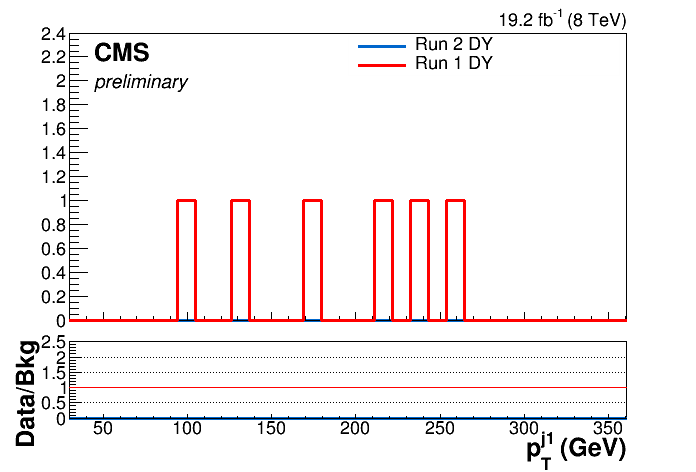 19.2 fb-1 (8 TeV)
CMS
preliminary
Run 2 DY
Run 1 DY
2.4
2.2
2
1.8
1.6
1.4
1.2
1
0.8
0.6
0.4
0.2
0
Data/Bkg
2.5
2
1.5
1
0.5
0
50 100 150 200 250 300 350
pTj1 (GeV)